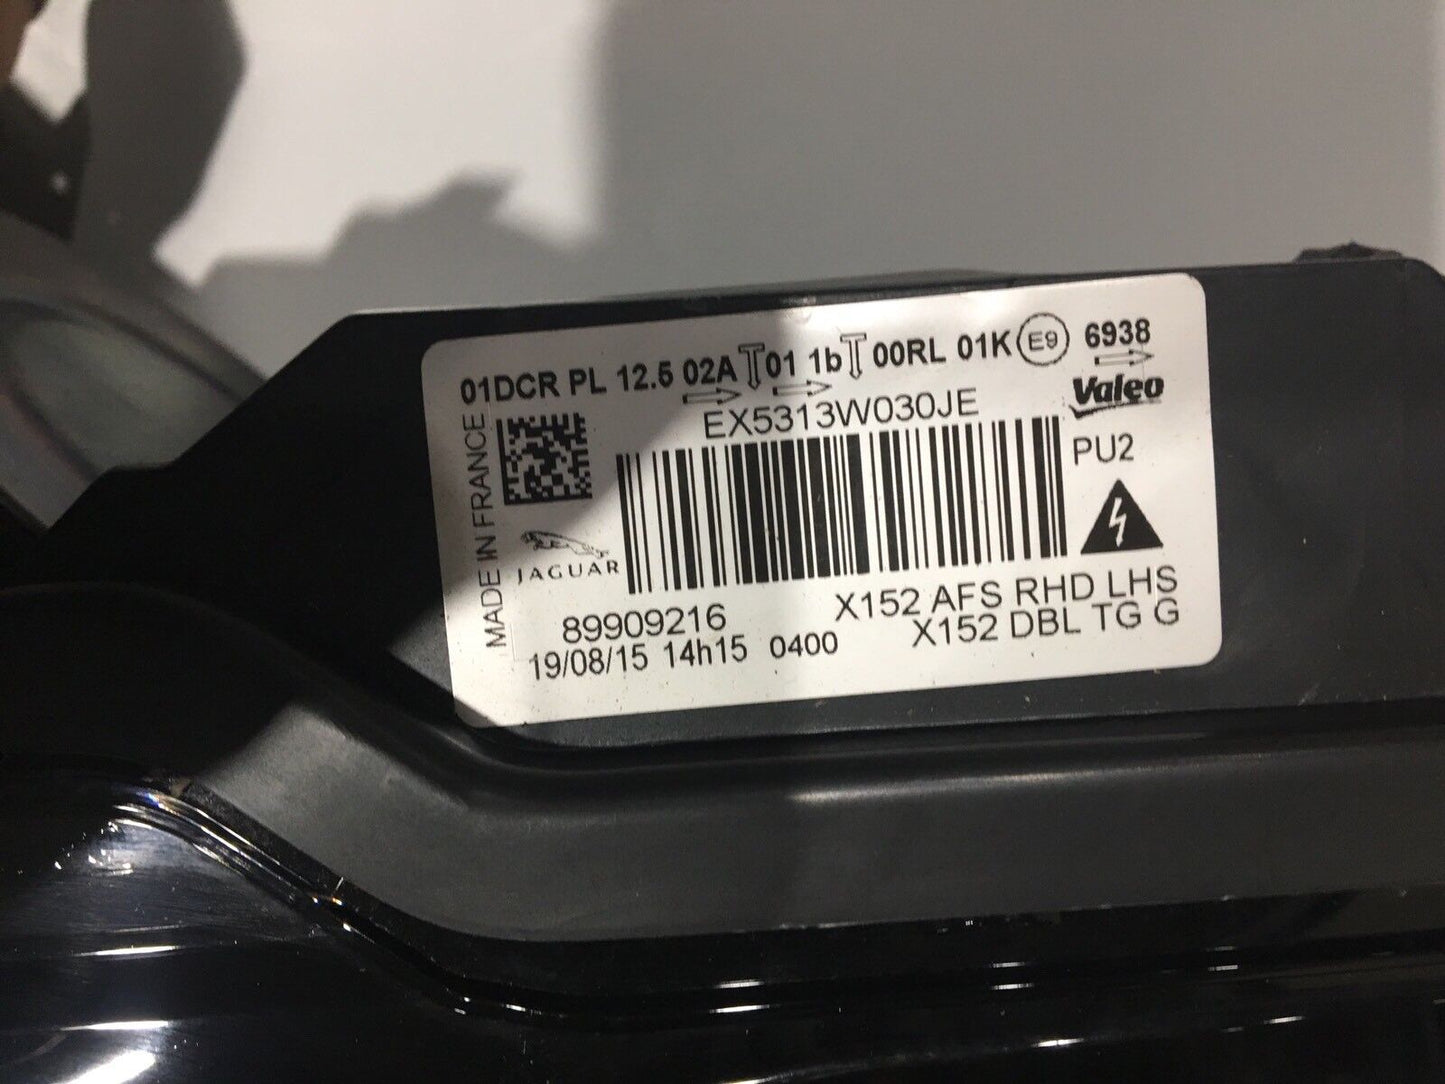 01DCR PL 12.5 02A 01 1b 00RL 01K E9 6938
EX5313W030JE
Valeo
PU2
MADE IN FRANCE
JAGUAR
X152 AFS RHD LHS
X152 DBL TG G
89909216
19/08/15 14h15 0400